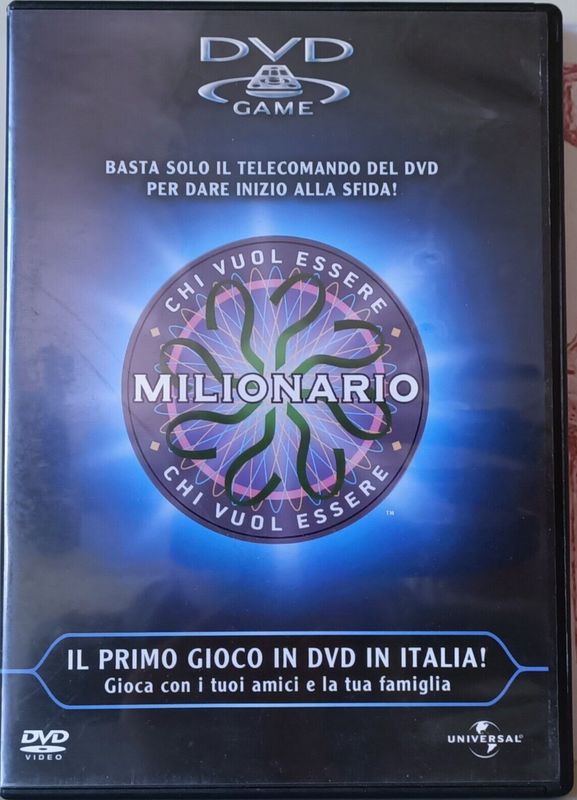 DVD
GAME
BASTA SOLO IL TELECOMANDO DEL DVD
PER DARE INIZIO ALLA SFIDA!
CHI VUOL ESSERE
MILIONARIO
CHI VUOL ESSERE
TM
IL PRIMO GIOCO IN DVD IN ITALIA!
Gioca con i tuoi amici e la tua famiglia
DVD
VIDEO
UNIVERSAL